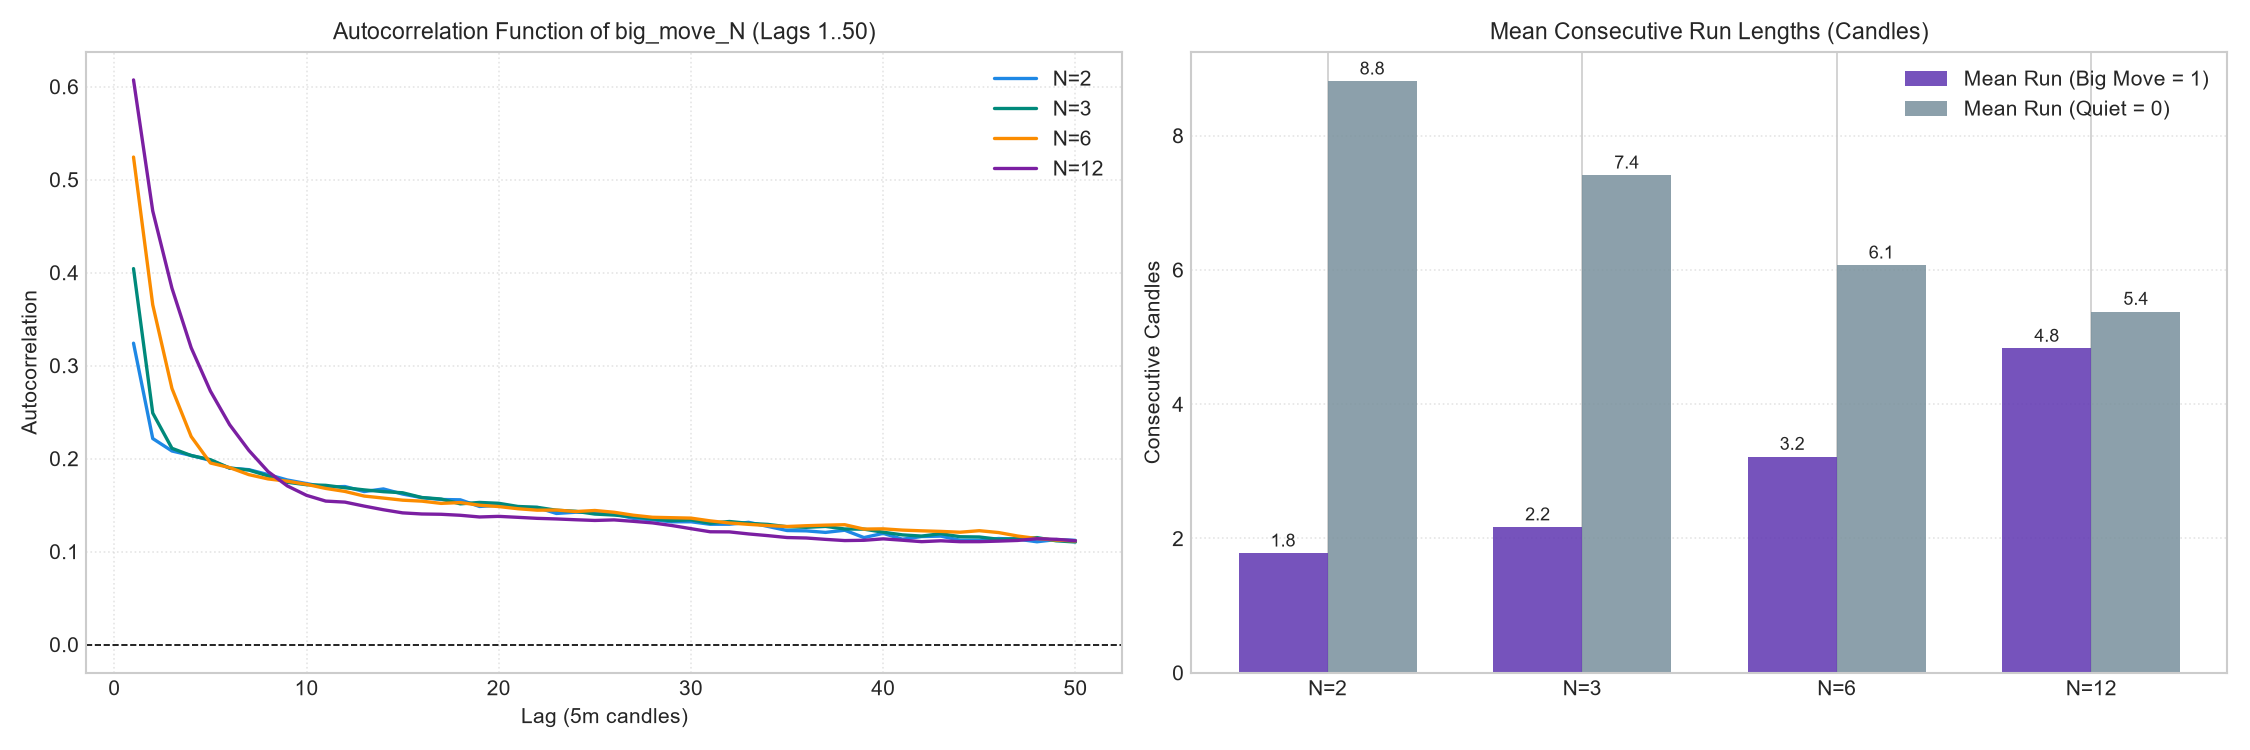 Autocorrelation Function of big_move_N (Lags 1..50)
Autocorrelation
0.6
0.5
0.4
0.3
0.2
0.1
0.0
N=2
N=3
N=6
N=12
0 10 20 30 40 50
Lag (5m candles)
Mean Consecutive Run Lengths (Candles)
Consecutive Candles
8
6
4
2
0
Mean Run (Big Move = 1)
Mean Run (Quiet = 0)
1.8 8.8 2.2 7.4 3.2 6.1 4.8 5.4
N=2 N=3 N=6 N=12